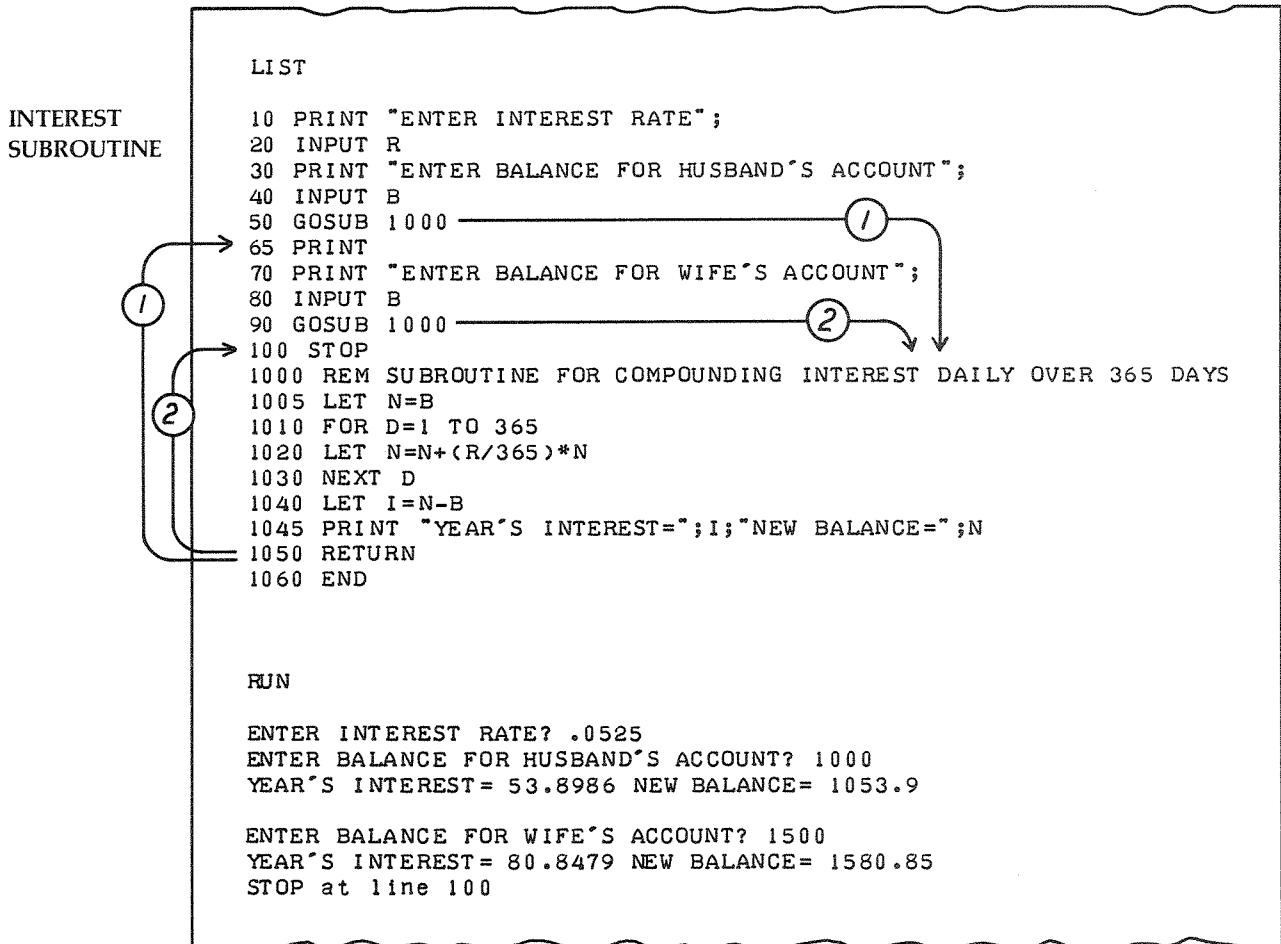 LIST
INTEREST
SUBROUTINE
10 PRINT "ENTER INTEREST RATE";
20 INPUT R
30 PRINT "ENTER BALANCE FOR HUSBAND'S ACCOUNT";
40 INPUT B
50 GOSUB 1000
1
65 PRINT
70 PRINT "ENTER BALANCE FOR WIFE'S ACCOUNT";
1
80 INPUT B
90 GOSUB 1000
2
100 STOP
1000 REM SUBROUTINE FOR COMPOUNDING INTEREST DAILY OVER 365 DAYS
2
1005 LET N=B
1010 FOR D=1 TO 365
1020 LET N=N+(R/365)*N
1030 NEXT D
1040 LET I=N-B
1045 PRINT "YEAR'S INTEREST=";I;"NEW BALANCE=";N
1050 RETURN
1060 END
RUN
ENTER INTEREST RATE? .0525
ENTER BALANCE FOR HUSBAND'S ACCOUNT? 1000
YEAR'S INTEREST= 53.8986 NEW BALANCE= 1053.9
ENTER BALANCE FOR WIFE'S ACCOUNT? 1500
YEAR'S INTEREST= 80.8479 NEW BALANCE= 1580.85
STOP at line 100